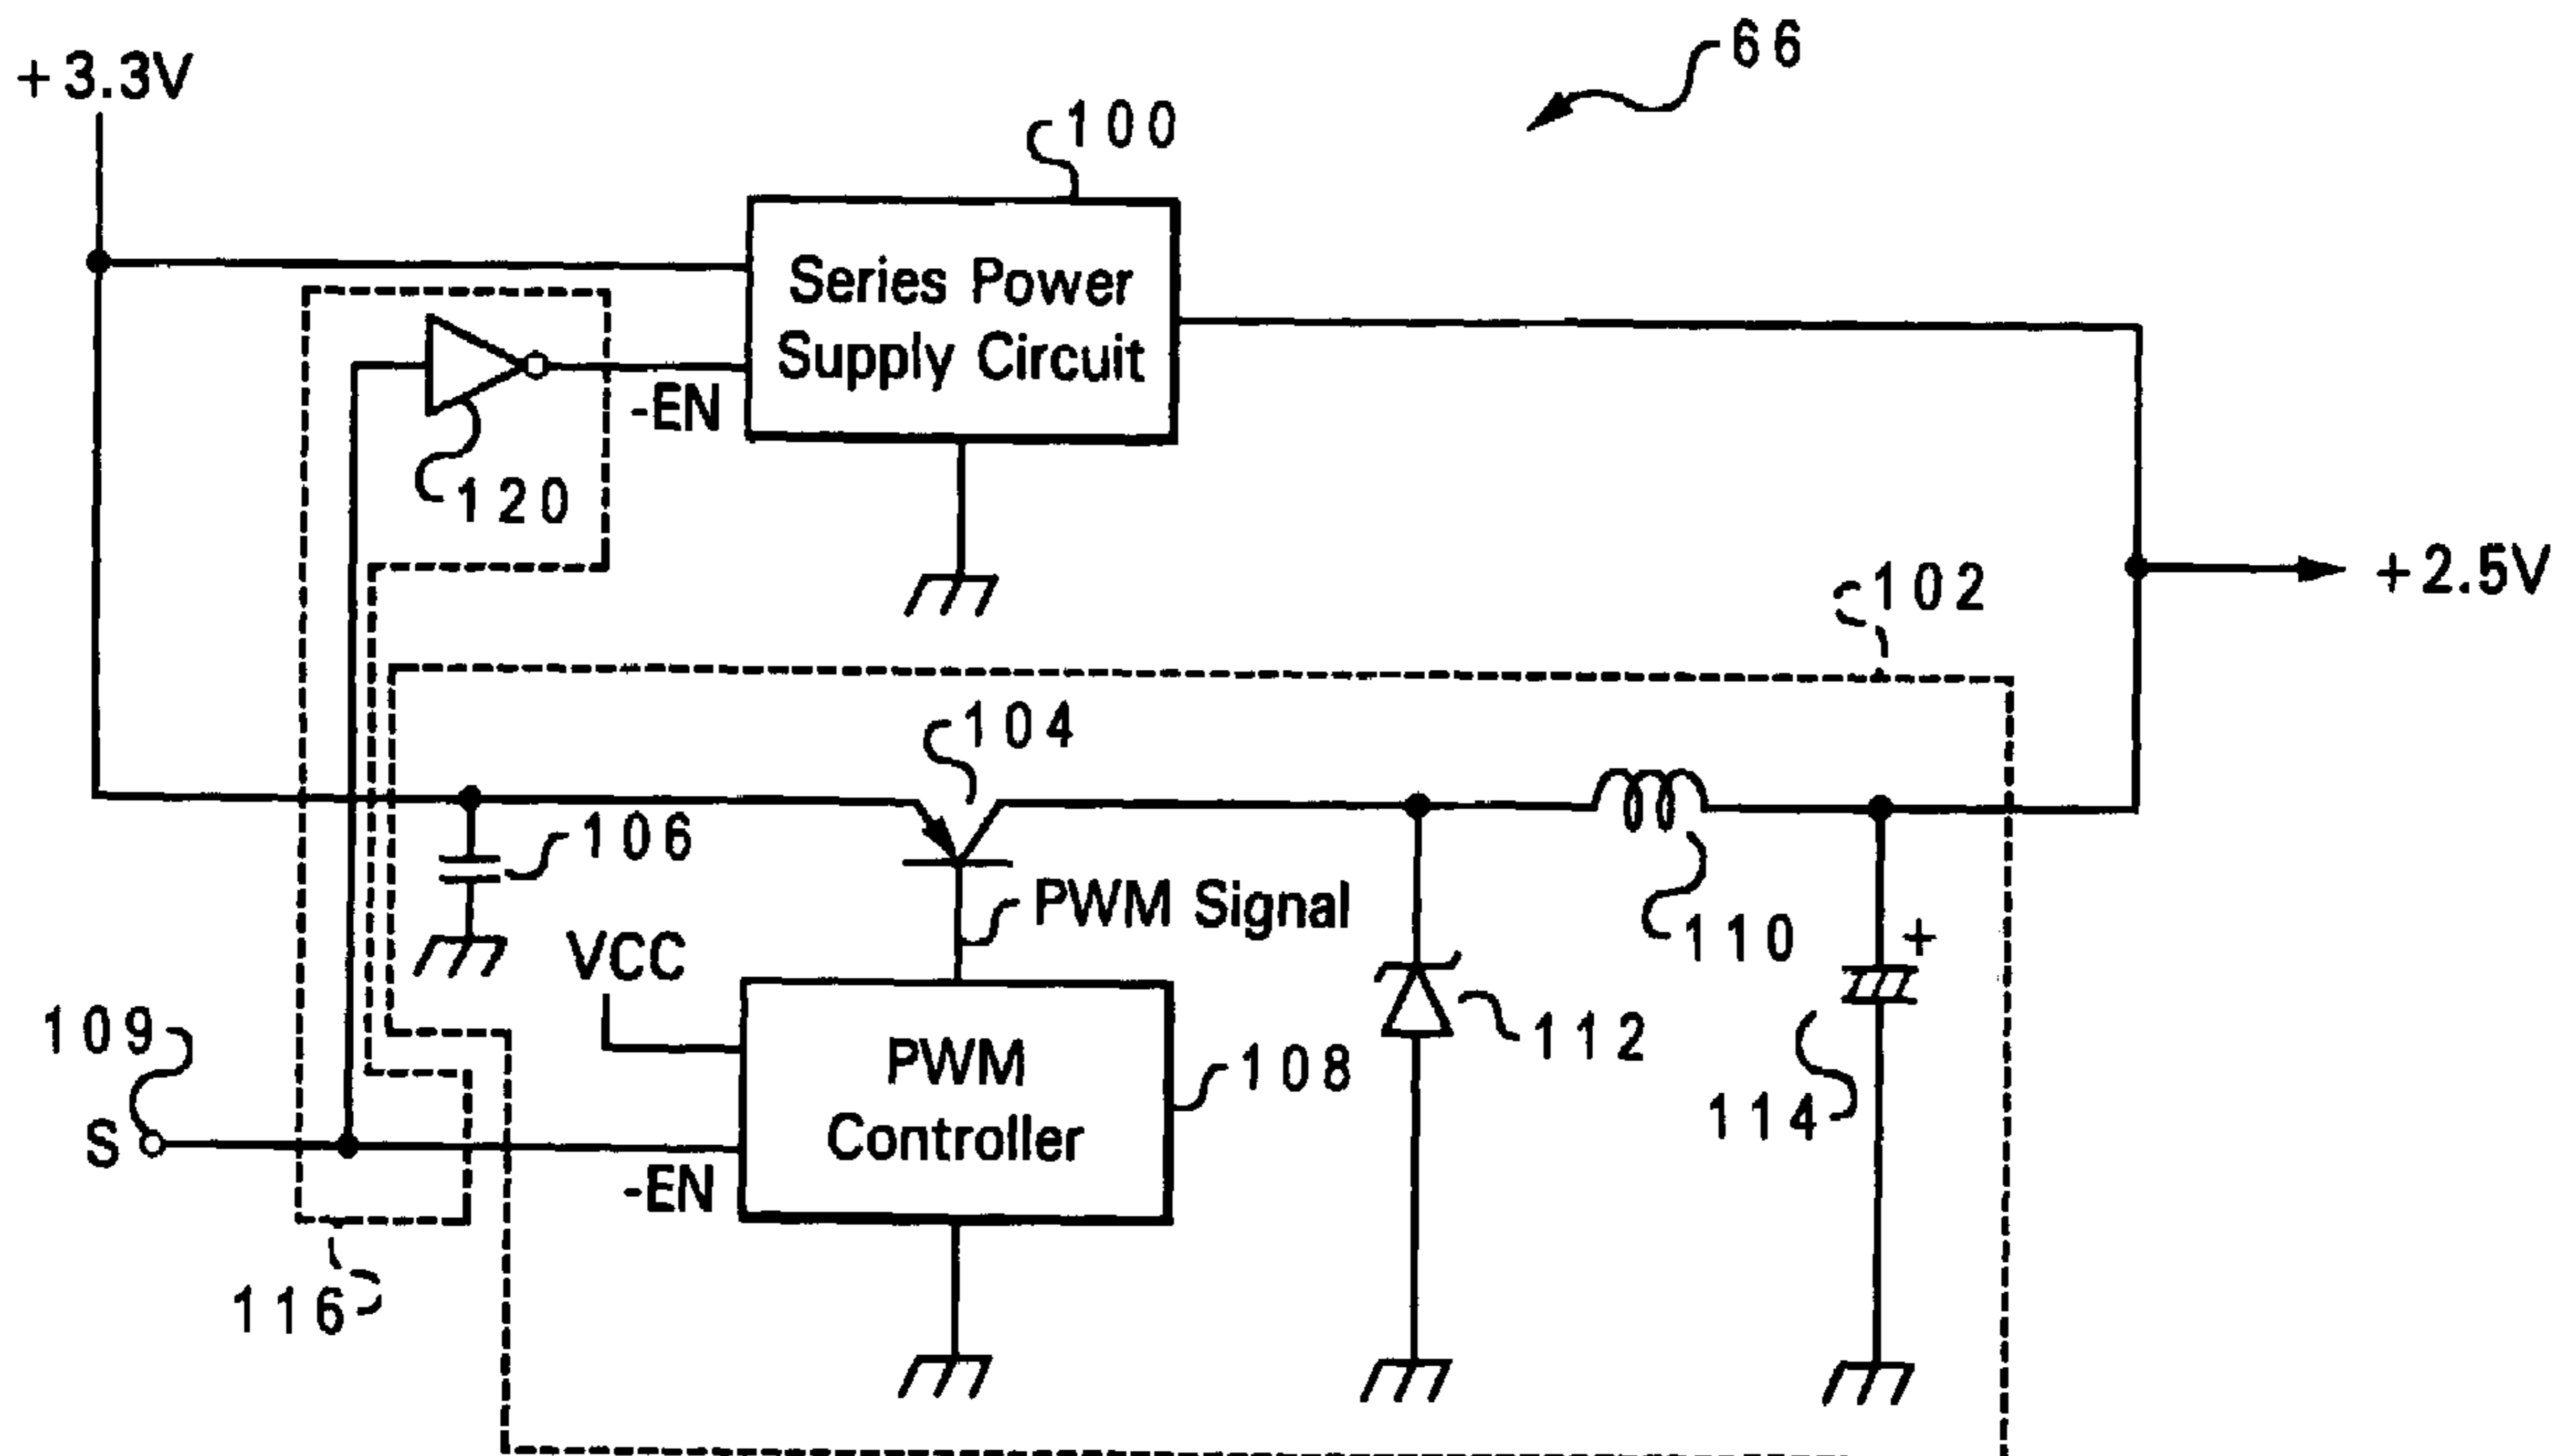 66
+3.3V
100
Series Power
Supply Circuit
-EN
120
+2.5V
102
104
106
PWM Signal
110
+
VCC
109
PWM
Controller
108
112
114
S
-EN
116